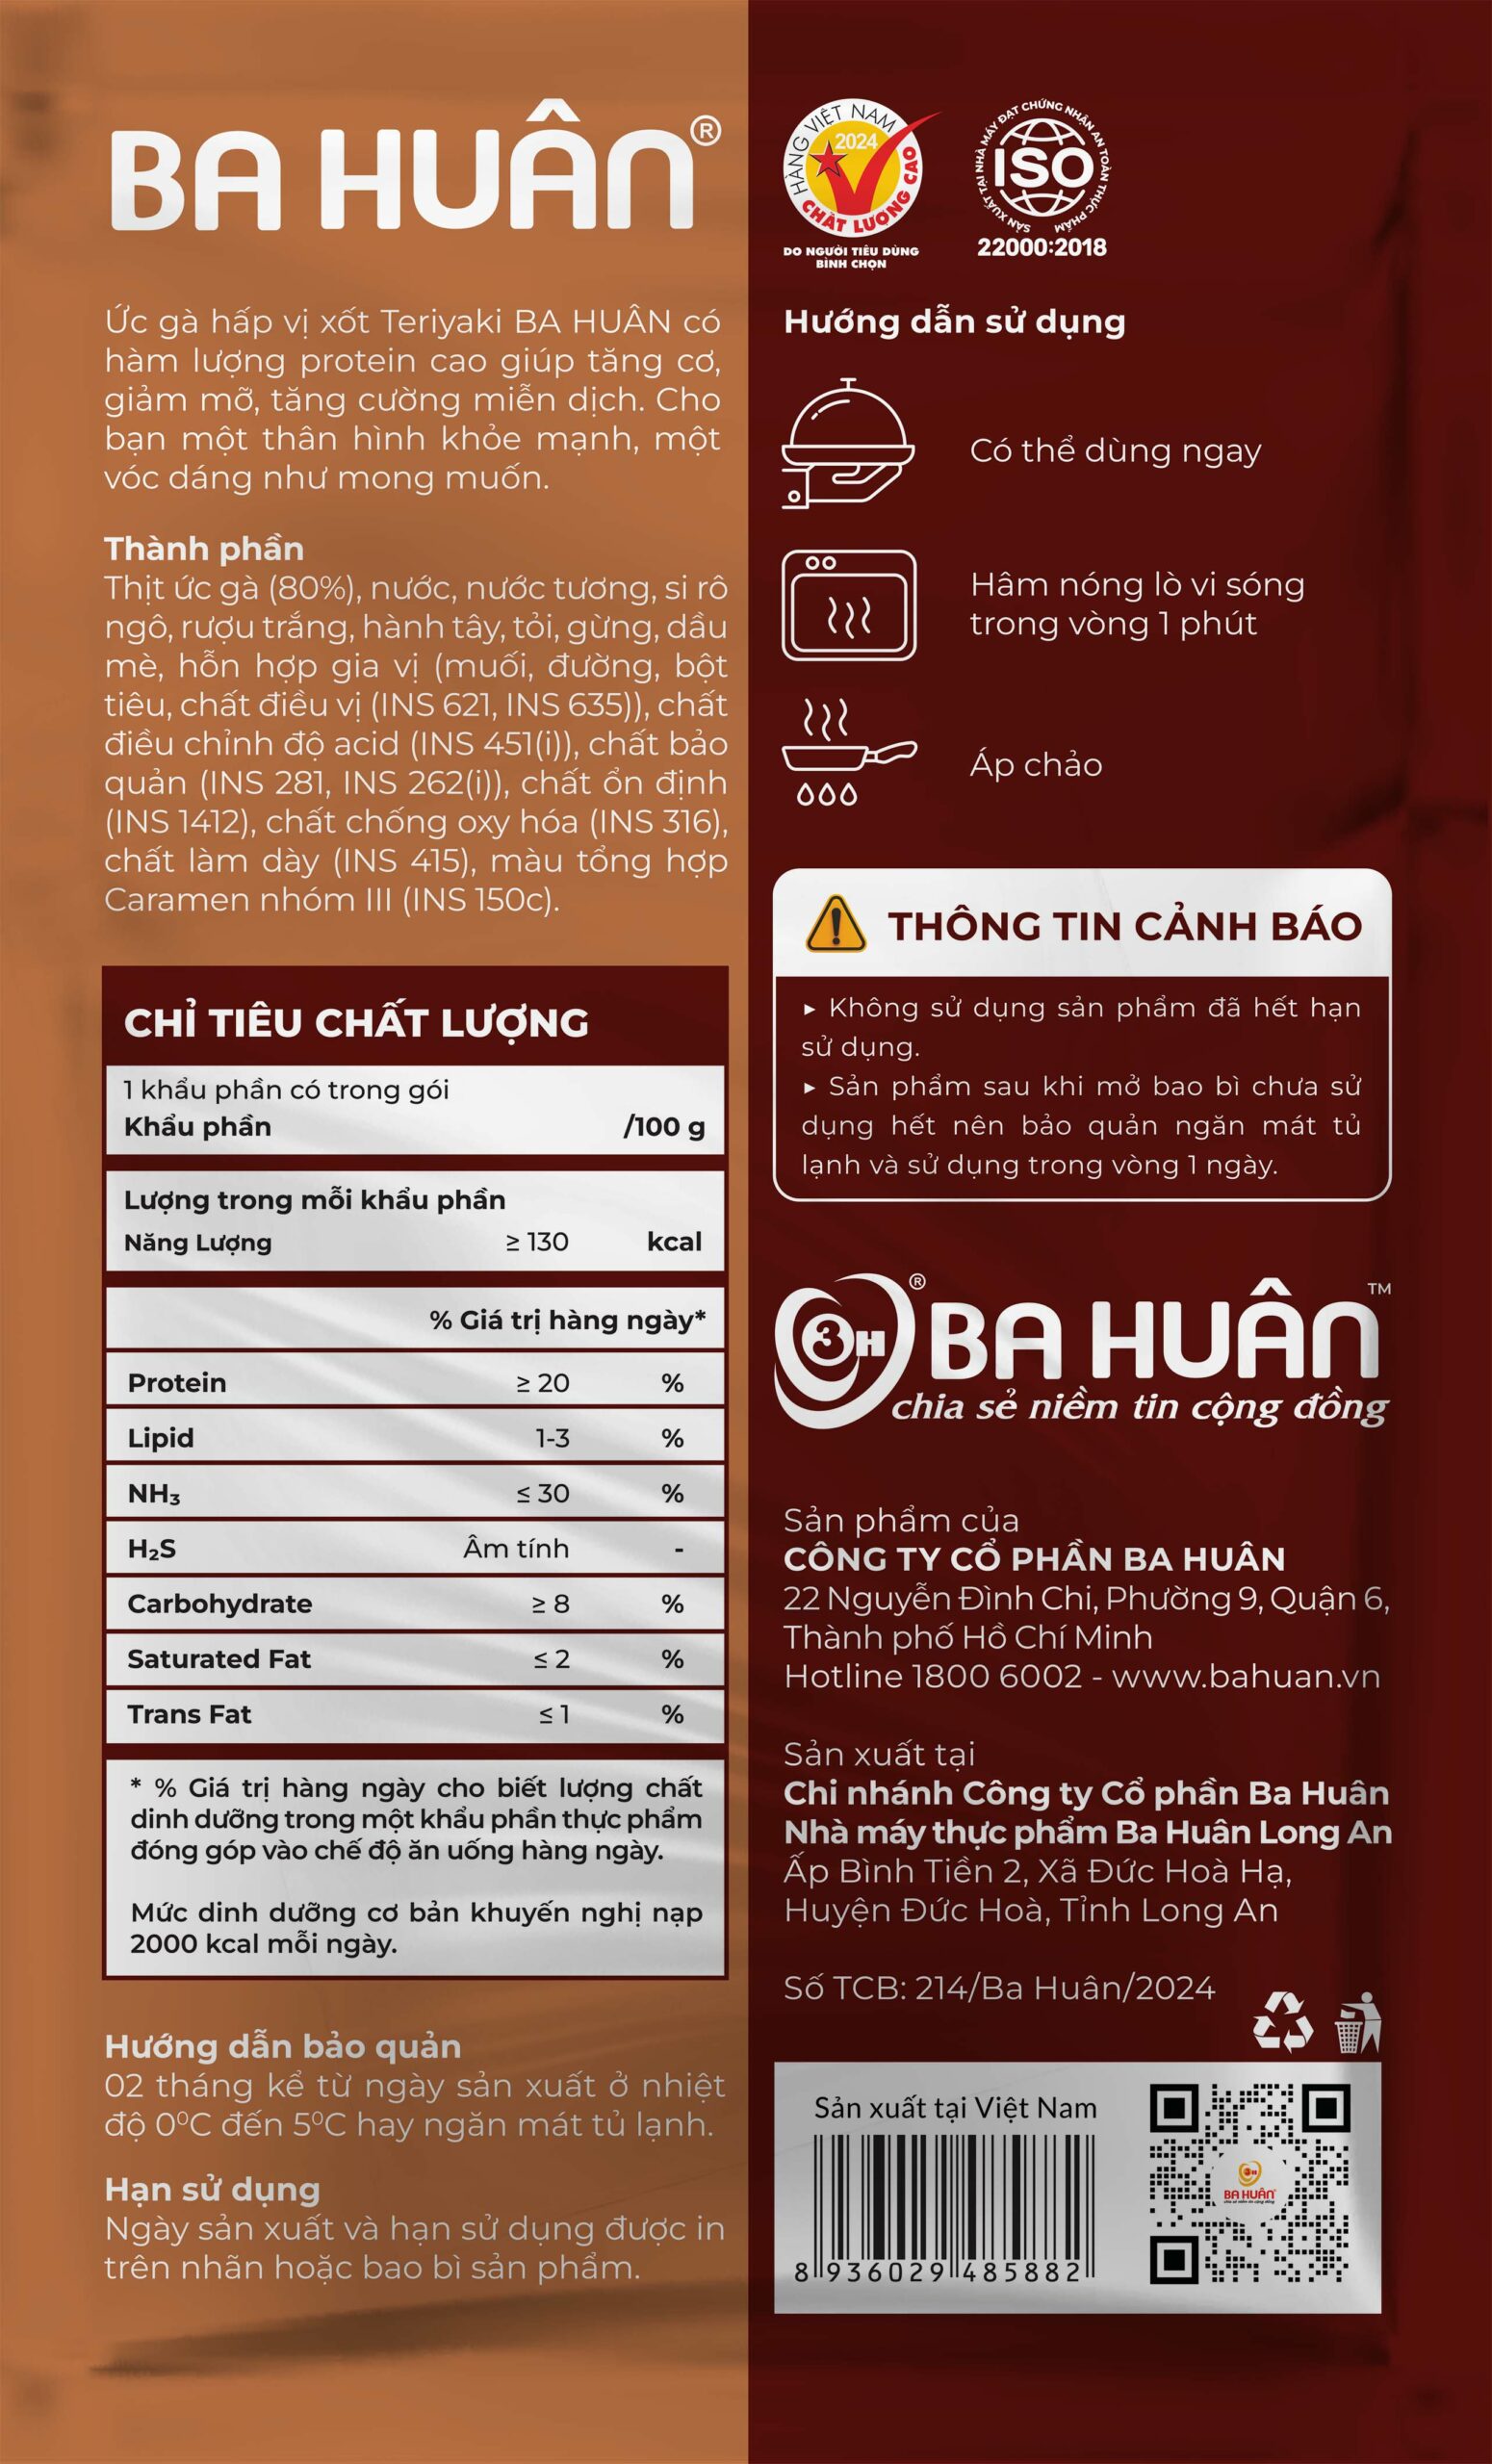 BA HUÂN®
Ức gà hấp vị xốt Teriyaki BA HUÂN có
hàm lượng protein cao giúp tăng cơ,
giảm mỡ, tăng cường miễn dịch. Cho
bạn một thân hình khỏe mạnh, một
vóc dáng như mong muốn.
Thành phần
Thịt ức gà (80%), nước, nước tương, si rô
ngô, rượu trắng, hành tây, tỏi, gừng, dầu
mè, hỗn hợp gia vị (muối, đường, bột
tiêu, chất điều vị (INS 621, INS 635)), chất
điều chỉnh độ acid (INS 451(i)), chất bảo
quản (INS 281, INS 262(i)), chất ổn định
(INS 1412), chất chống oxy hóa (INS 316),
chất làm dày (INS 415), màu tổng hợp
Caramen nhóm III (INS 150c).
CHỈ TIÊU CHẤT LƯỢNG
1 khẩu phần có trong gói
Khẩu phần /100 g
Lượng trong mỗi khẩu phần
Năng Lượng ≥ 130 kcal
% Giá trị hàng ngày*
Protein ≥ 20 %
Lipid 1-3 %
NH₃ ≤ 30 %
H₂S Âm tính -
Carbohydrate ≥ 8 %
Saturated Fat ≤ 2 %
Trans Fat ≤ 1 %
* % Giá trị hàng ngày cho biết lượng chất
dinh dưỡng trong một khẩu phần thực phẩm
đóng góp vào chế độ ăn uống hàng ngày.
Mức dinh dưỡng cơ bản khuyến nghị nạp
2000 kcal mỗi ngày.
Hướng dẫn bảo quản
02 tháng kể từ ngày sản xuất ở nhiệt
độ 0⁰C đến 5⁰C hay ngăn mát tủ lạnh.
Hạn sử dụng
Ngày sản xuất và hạn sử dụng được in
trên nhãn hoặc bao bì sản phẩm.
HÀNG VIỆT NAM
2024
CHẤT LƯỢNG CAO
DO NGƯỜI TIÊU DÙNG
BÌNH CHỌN
SẢN XUẤT TẠI NHÀ MÁY ĐẠT CHỨNG NHẬN AN TOÀN THỰC PHẨM
ISO
22000:2018
Hướng dẫn sử dụng
Có thể dùng ngay
Hâm nóng lò vi sóng
trong vòng 1 phút
Áp chảo
THÔNG TIN CẢNH BÁO
▸ Không sử dụng sản phẩm đã hết hạn
sử dụng.
▸ Sản phẩm sau khi mở bao bì chưa sử
dụng hết nên bảo quản ngăn mát tủ
lạnh và sử dụng trong vòng 1 ngày.
3H® BA HUÂN™
chia sẻ niềm tin cộng đồng
Sản phẩm của
CÔNG TY CỔ PHẦN BA HUÂN
22 Nguyễn Đình Chi, Phường 9, Quận 6,
Thành phố Hồ Chí Minh
Hotline 1800 6002 - www.bahuan.vn
Sản xuất tại
Chi nhánh Công ty Cổ phần Ba Huân
Nhà máy thực phẩm Ba Huân Long An
Ấp Bình Tiền 2, Xã Đức Hoà Hạ,
Huyện Đức Hoà, Tỉnh Long An
Số TCB: 214/Ba Huân/2024
Sản xuất tại Việt Nam
8 936029 485882
3H
BA HUÂN
chia sẻ niềm tin cộng đồng